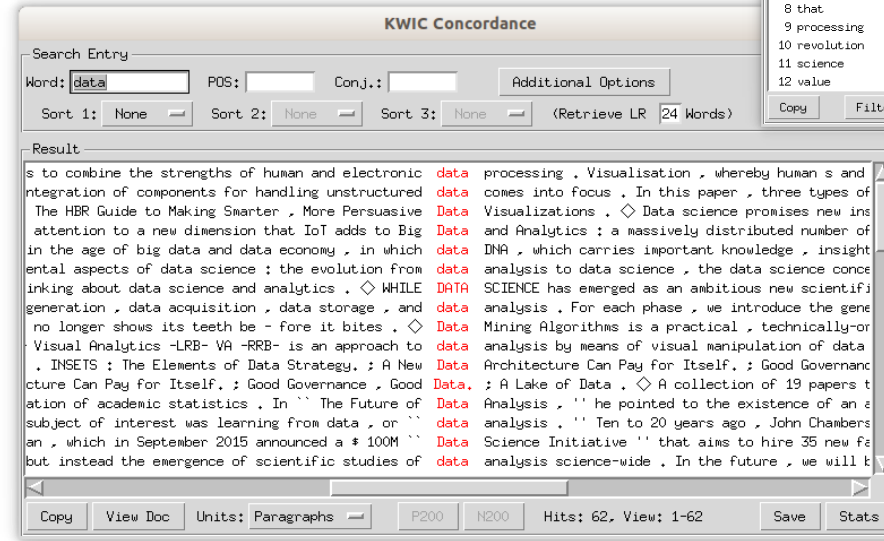 8 that
9 processing
10 revolution
11 science
12 value
Copy Filt
KWIC Concordance
Search Entry
Word: data POS: Conj.: Additional Options
Sort 1: None Sort 2: None Sort 3: None (Retrieve LR 24 Words)
Result
s to combine the strengths of human and electronic data processing . Visualisation , whereby human s and
ntegration of components for handling unstructured data comes into focus . In this paper , three types of
The HBR Guide to Making Smarter , More Persuasive Data Visualizations . ◇ Data science promises new ins
attention to a new dimension that IoT adds to Big Data and Analytics : a massively distributed number of
in the age of big data and data economy , in which data DNA , which carries important knowledge , insight
ental aspects of data science : the evolution from data analysis to data science , the data science conce
inking about data science and analytics . ◇ WHILE DATA SCIENCE has emerged as an ambitious new scientifi
generation , data acquisition , data storage , and data analysis . For each phase , we introduce the gene
no longer shows its teeth be - fore it bites . ◇ Data Mining Algorithms is a practical , technically-or
Visual Analytics -LRB- VA -RRB- is an approach to data analysis by means of visual manipulation of data
. INSETS : The Elements of Data Strategy. ; A New Data Architecture Can Pay for Itself. ; Good Governanc
cture Can Pay for Itself. ; Good Governance , Good Data. ; A Lake of Data . ◇ A collection of 19 papers t
ation of academic statistics . In `` The Future of Data Analysis , '' he pointed to the existence of an a
subject of interest was learning from data , or `` data analysis . '' Ten to 20 years ago , John Chambers
an , which in September 2015 announced a $ 100M `` Data Science Initiative '' that aims to hire 35 new fa
but instead the emergence of scientific studies of data analysis science-wide . In the future , we will b
Copy View Doc Units: Paragraphs P200 N200 Hits: 62, View: 1-62 Save Stats